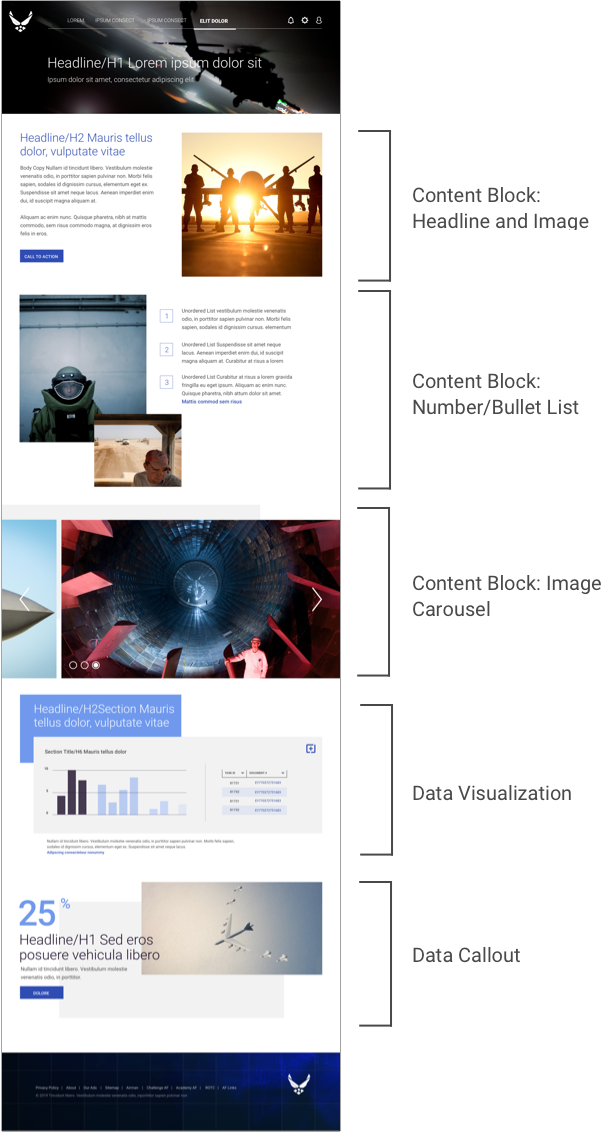 LOREM IPSUM CONSECT IPSUM CONSECT ELIT DOLOR
Headline/H1 Lorem ipsum dolor sit
Ipsum dolor sit amet, consectetur adipiscing elit
Headline/H2 Mauris tellus
dolor, vulputate vitae
Body Copy Nullam id tincidunt libero. Vestibulum molestie
venenatis odio, in porttitor sapien pulvinar non. Morbi felis
sapien, sodales id dignissim cursus, elementum eget ex.
Suspendisse sit amet neque lacus. Aenean imperdiet enim
dui, id suscipit magna aliquam at.
Aliquam ac enim nunc. Quisque pharetra, nibh at mattis
commodo, sem risus commodo magna, at dignissim eros
felis in eros.
CALL TO ACTION
Content Block:
Headline and Image
1
Unordered List vestibulum molestie venenatis
odio, in porttitor sapien pulvinar non. Morbi felis
sapien, sodales id dignissim cursus. elementum
2
Unordered List Suspendisse sit amet neque
lacus. Aenean imperdiet enim dui, id suscipit
magna aliquam at. Curabitur at risus a lorem
3
Unordered List Curabitur at risus a lorem gravida
fringilla eu eget ipsum. Aliquam ac enim nunc.
Quisque pharetra, nibh attum dolor sit amet.
Mattis commod sem risus
Content Block:
Number/Bullet List
Content Block: Image
Carousel
Headline/H2Section Mauris
tellus dolor, vulputate vitae
Section Title/H6 Mauris tellus dolor
10
5
0
Nullam id tincidunt libero. Vestibulum molestie venenatis odio, in porttitor sapien pulvinar non. Morbi felis sapien,
sodales id dignissim cursus, elementum eget ex. Suspendisse sit amet neque lacus.
Adipiscing consectetur nonummy
Data Visualization
25 %
Headline/H1 Sed eros
posuere vehicula libero
Nullam id tincidunt libero. Vestibulum molestie
venenatis odio, in porttitor.
DOLORE
Data Callout
Privacy Policy | About | Our Ads | Sitemap | Airmen | Challenge AF | Academy AF | ROTC | AF Links